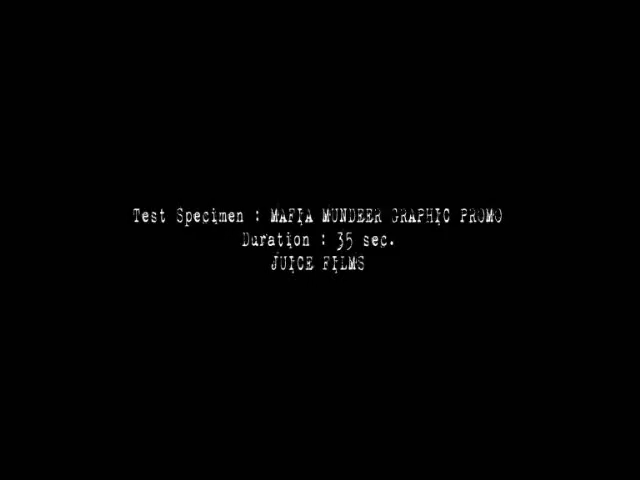 Test Specimen : MAFIA MUNDEER GRAPHIC PROMO
Duration : 35 sec.
JUICE FILMS